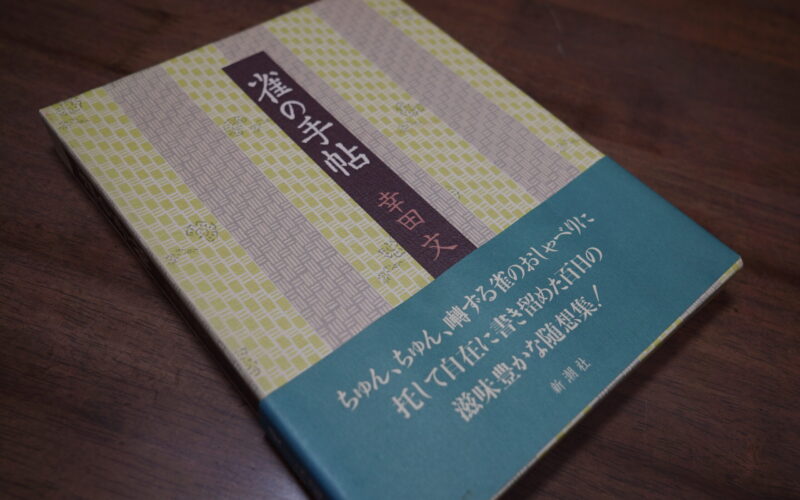 雀の手帖
幸田 文
ちゅん、ちゅん、囀する雀のおしゃべりに
托して自在に書き留めた百日の
滋味豊かな随想集!
新潮社